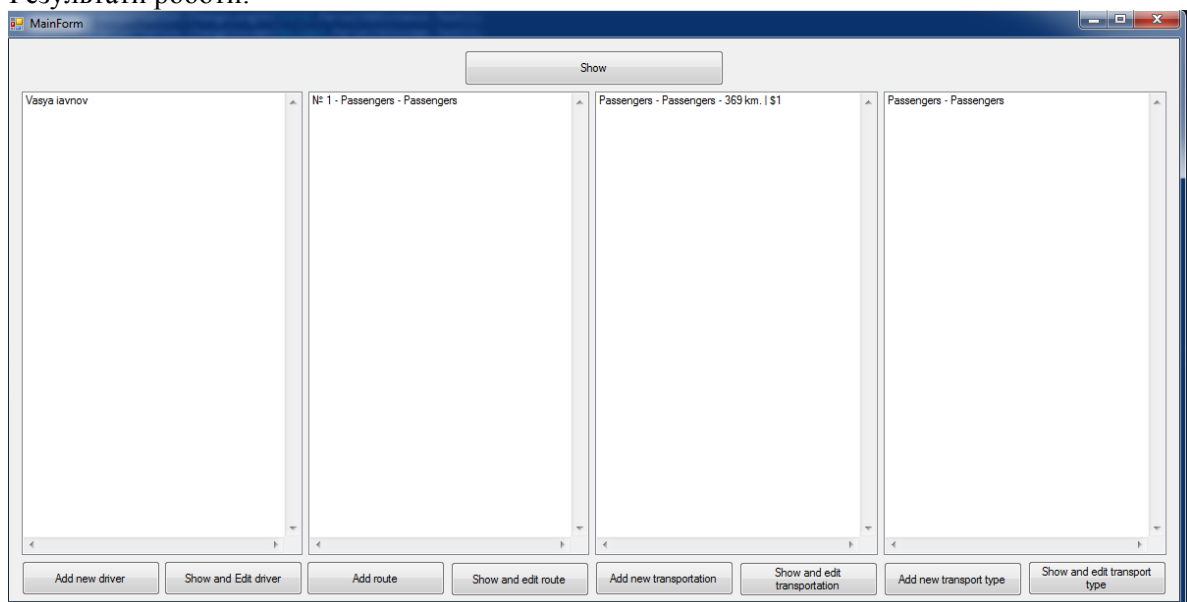 Результати роботи:
MainForm
Show
Vasya iavnov
№ 1 - Passengers - Passengers
Passengers - Passengers - 369 km. | $1
Passengers - Passengers
Add new driver
Show and Edit driver
Add route
Show and edit route
Add new transportation
Show and edit
transportation
Add new transport type
Show and edit transport
type